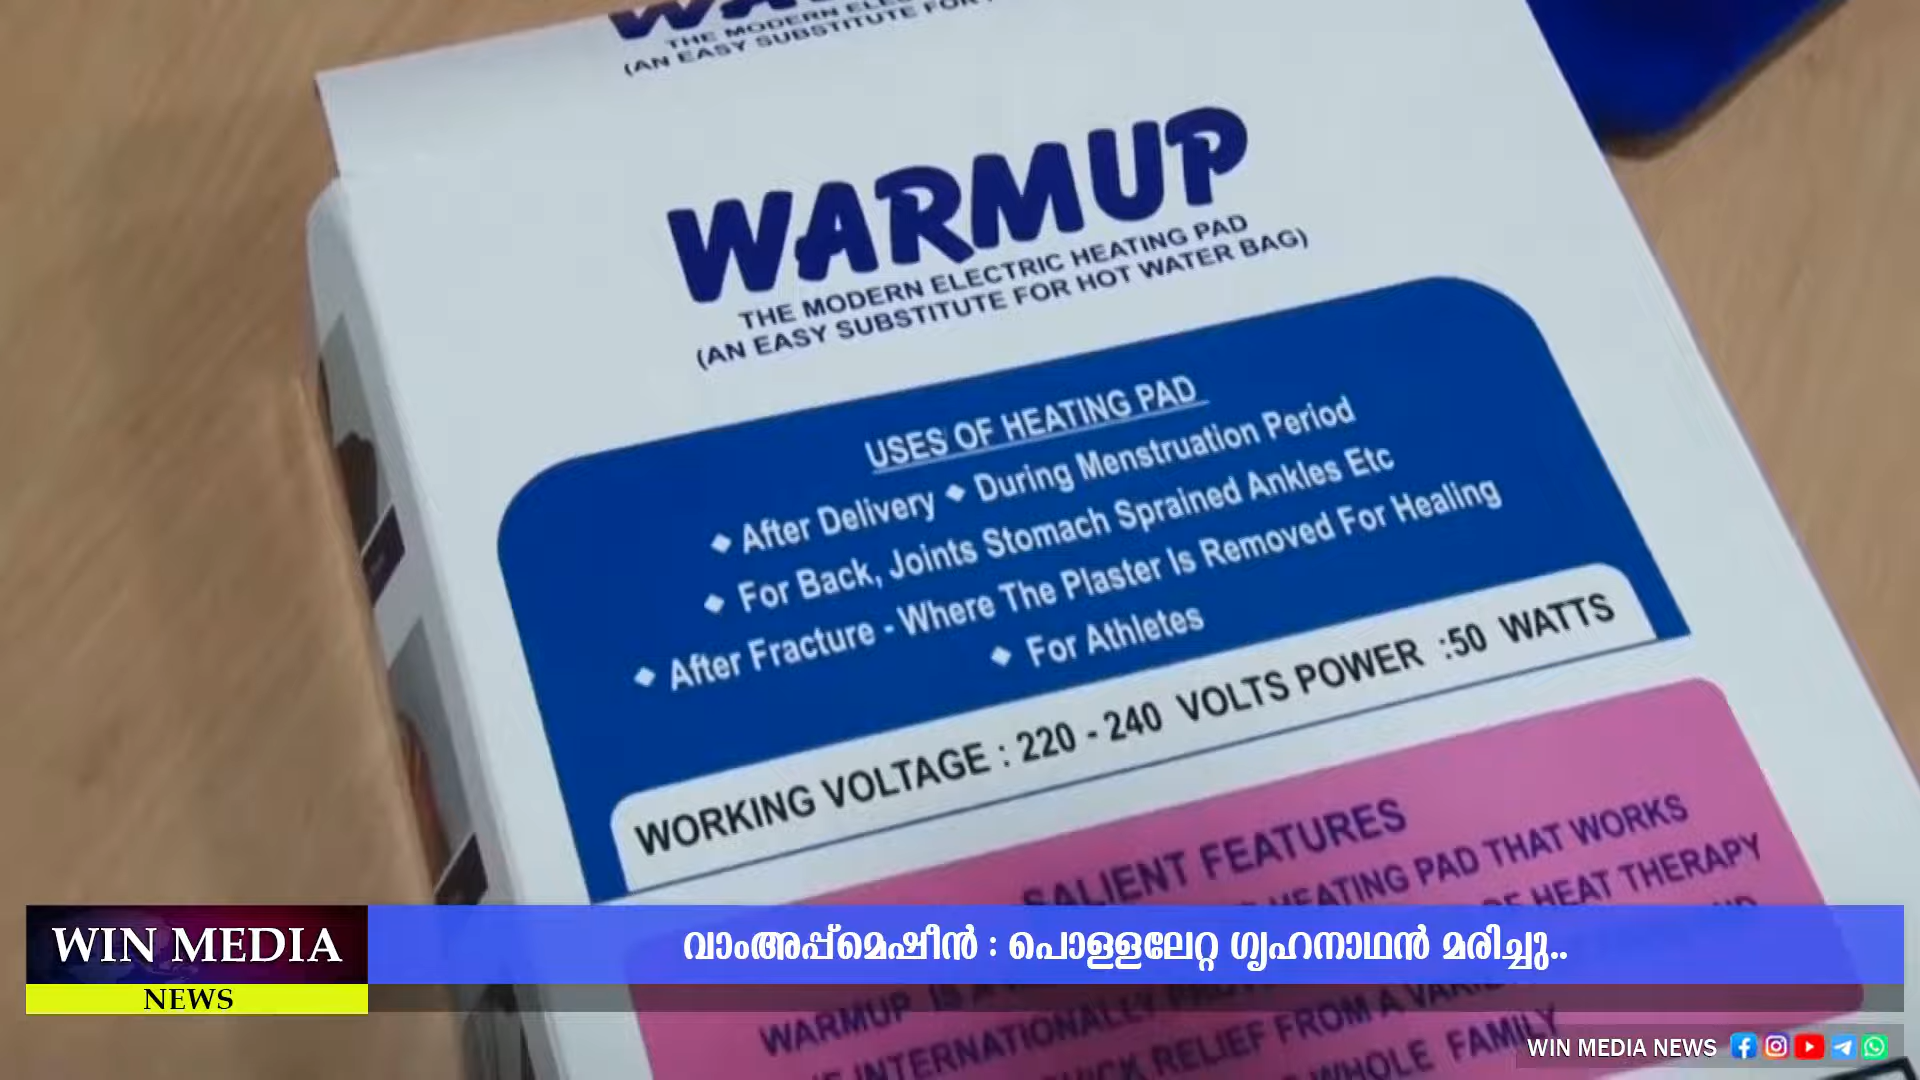 THE MODERN
(AN EASY SUBSTITUTE FOR
WARMUP
THE MODERN ELECTRIC HEATING PAD
(AN EASY SUBSTITUTE FOR HOT WATER BAG)
USES OF HEATING PAD
◆ After Delivery ◆ During Menstruation Period
◆ For Back, Joints Stomach Sprained Ankles Etc
◆ After Fracture - Where The Plaster Is Removed For Healing
◆ For Athletes
WORKING VOLTAGE : 220 - 240 VOLTS POWER :50 WATTS
SALIENT FEATURES
HEATING PAD THAT WORKS
OF HEAT THERAPY
WARMUP IS A
INTERNATIONALLY
RELIEF FROM A
WHOLE FAMILY
WIN MEDIA
NEWS
വാംഅപ്പ്മെഷീൻ : പൊള്ളലേറ്റ ഗൃഹനാഥൻ മരിച്ചു..
WIN MEDIA NEWS